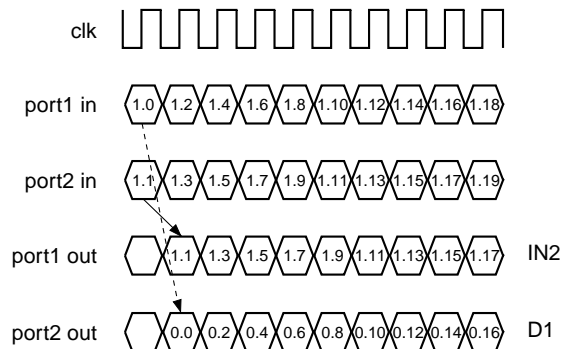 clk
port1 in 1.0 1.2 1.4 1.6 1.8 1.10 1.12 1.14 1.16 1.18
port2 in 1.1 1.3 1.5 1.7 1.9 1.11 1.13 1.15 1.17 1.19
port1 out 1.1 1.3 1.5 1.7 1.9 1.11 1.13 1.15 1.17 IN2
port2 out 0.0 0.2 0.4 0.6 0.8 0.10 0.12 0.14 0.16 D1